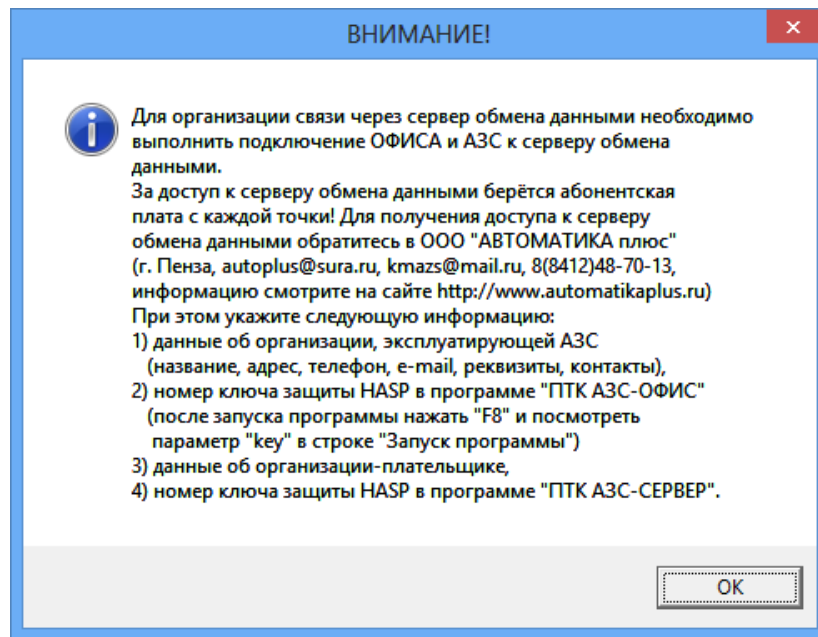 ВНИМАНИЕ!
Для организации связи через сервер обмена данными необходимо
выполнить подключение ОФИСА и АЗС к серверу обмена
данными.
За доступ к серверу обмена данными берётся абонентская
плата с каждой точки! Для получения доступа к серверу
обмена данными обратитесь в ООО "АВТОМАТИКА плюс"
(г. Пенза, autoplus@sura.ru, kmazs@mail.ru, 8(8412)48-70-13,
информацию смотрите на сайте http://www.automatikaplus.ru)
При этом укажите следующую информацию:
1) данные об организации, эксплуатирующей АЗС
(название, адрес, телефон, e-mail, реквизиты, контакты),
2) номер ключа защиты HASP в программе "ПТК АЗС-ОФИС"
(после запуска программы нажать "F8" и посмотреть
параметр "key" в строке "Запуск программы")
3) данные об организации-плательщике,
4) номер ключа защиты HASP в программе "ПТК АЗС-СЕРВЕР".
OK